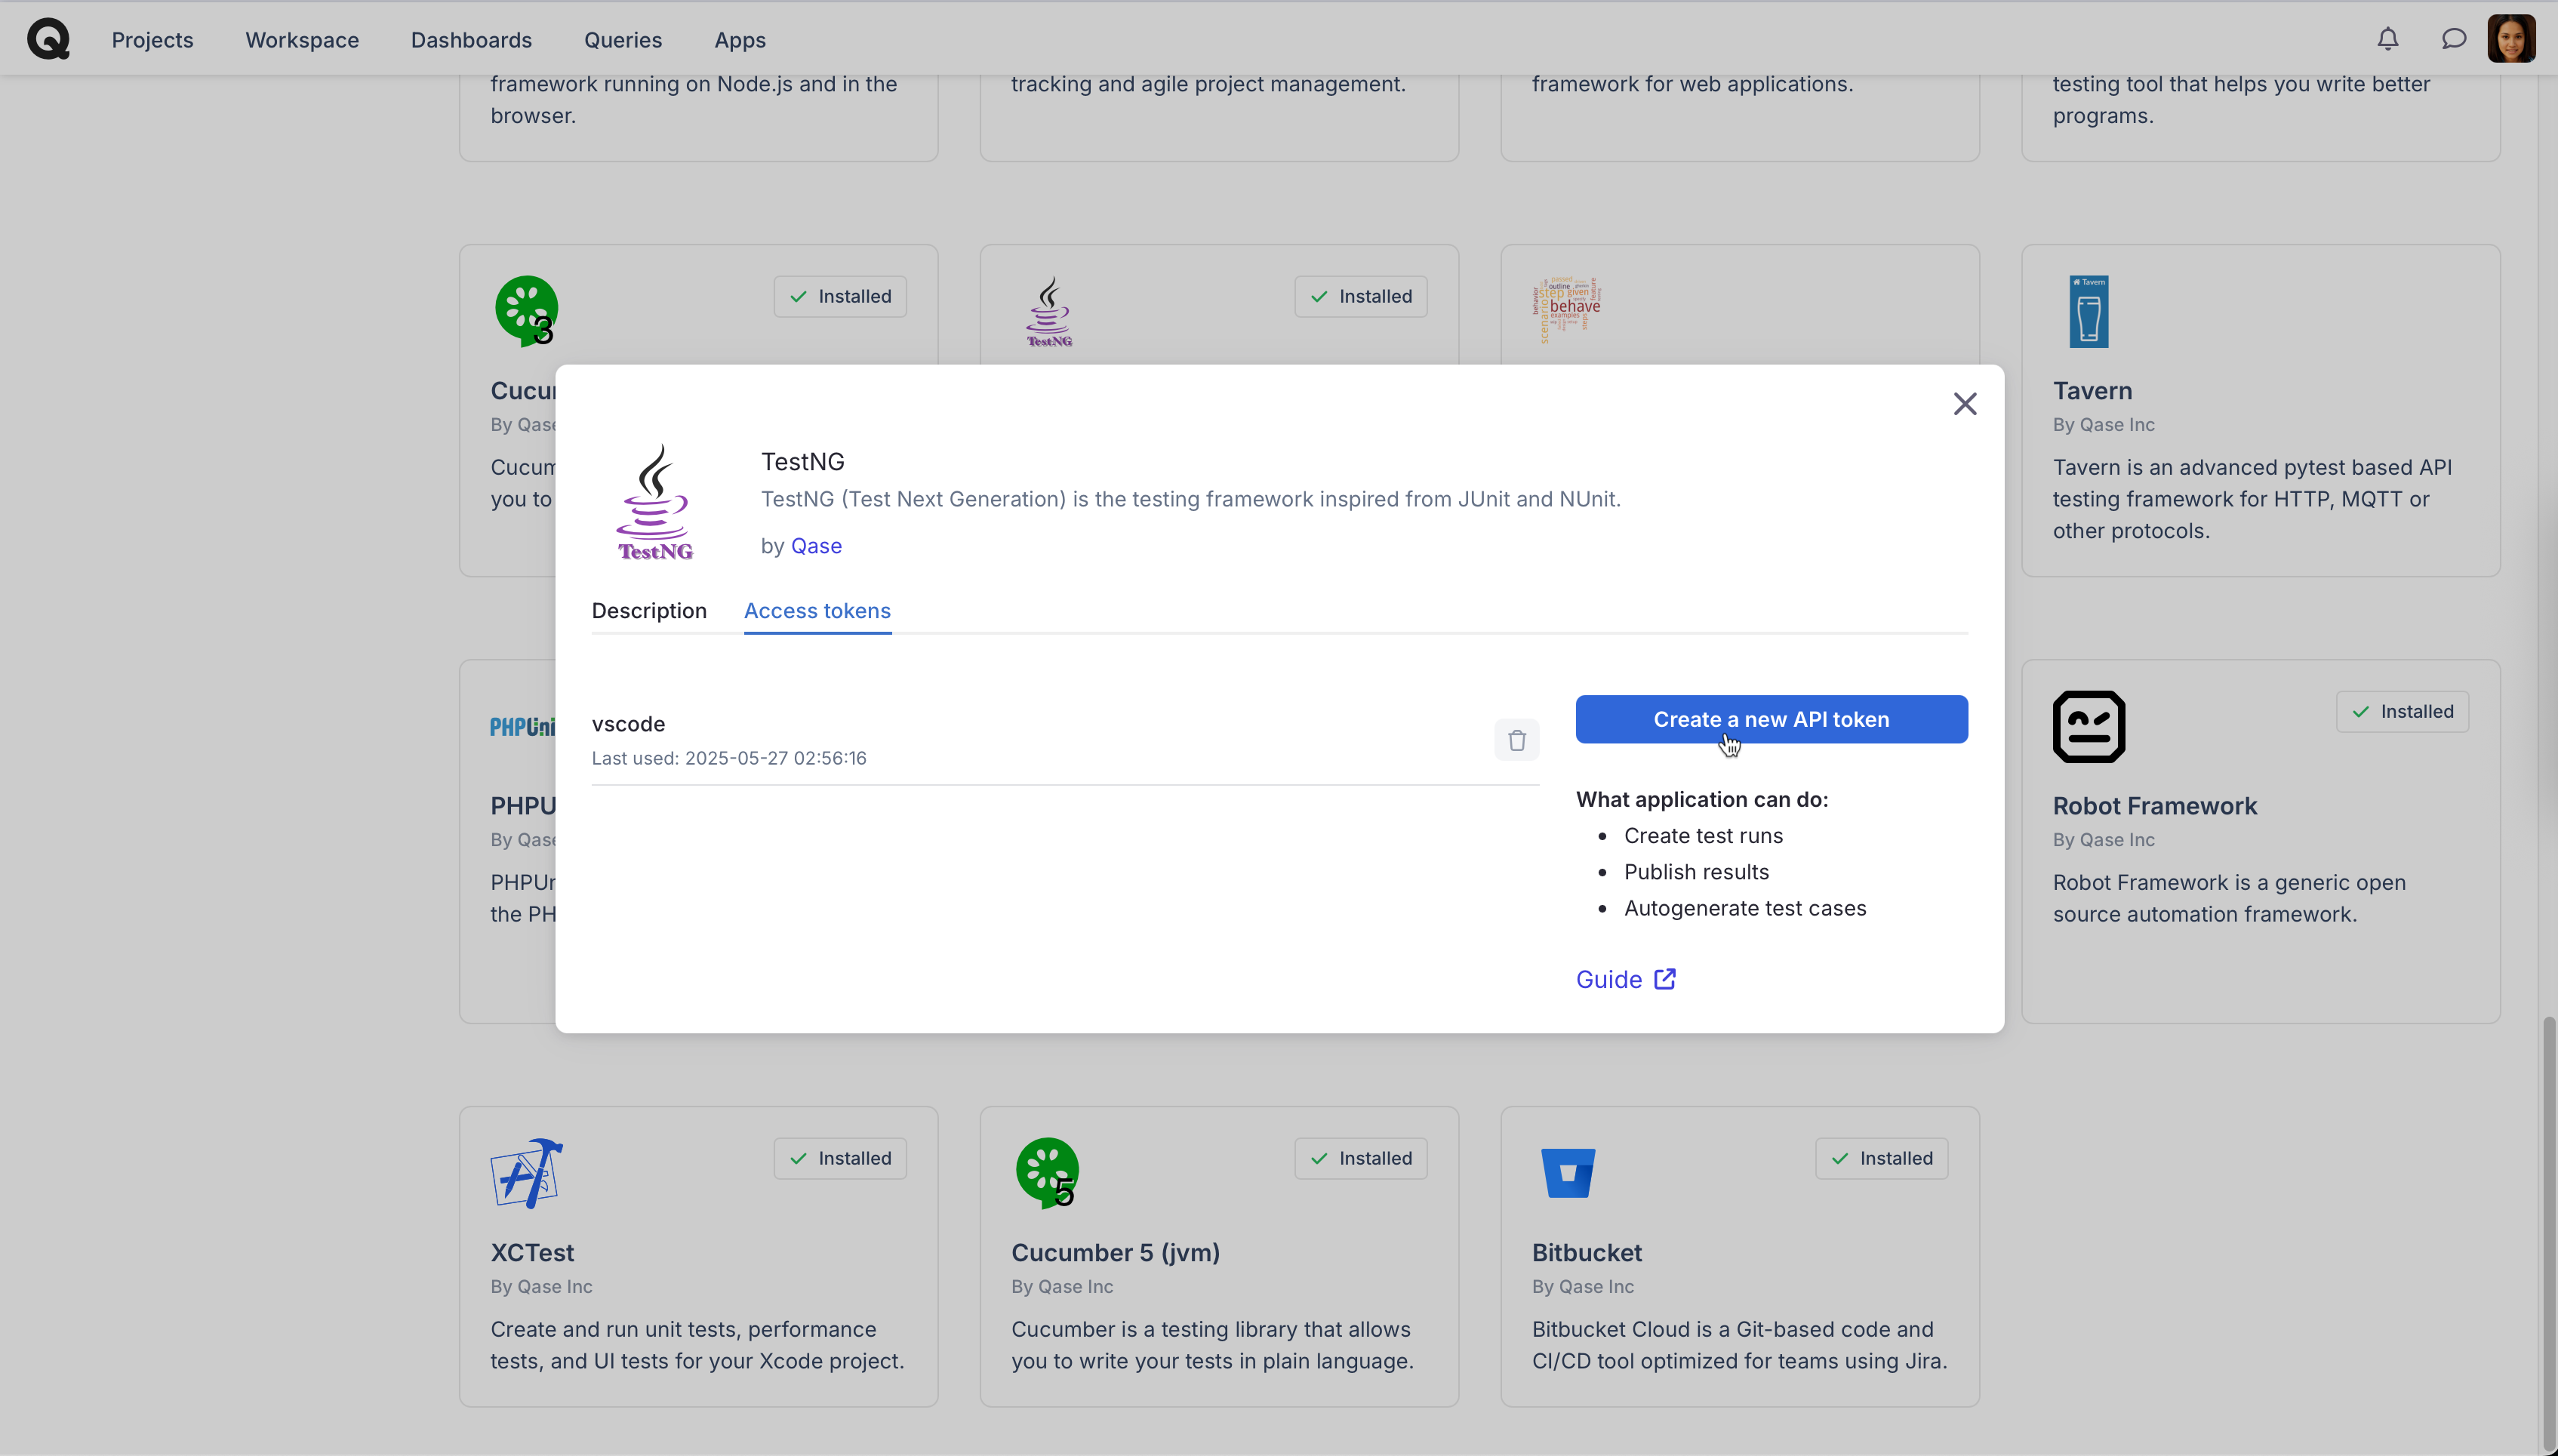 Projects
Workspace
Dashboards
Queries
Apps
framework running on Node.js and in the
browser.
tracking and agile project management.
framework for web applications.
testing tool that helps you write better
programs.
3
Installed
TestNG
Installed
behave
step given
outline
examples
scenario
Tavern
Cucu
By Qase
Cucum
you to
Tavern
By Qase Inc
Tavern is an advanced pytest based API
testing framework for HTTP, MQTT or
other protocols.
TestNG
TestNG
TestNG (Test Next Generation) is the testing framework inspired from JUnit and NUnit.
by Qase
Description
Access tokens
vscode
Last used: 2025-05-27 02:56:16
Create a new API token
What application can do:
• Create test runs
• Publish results
• Autogenerate test cases
Guide
PHPUni
PHPU
By Qase
PHPUn
the PH
Installed
Robot Framework
By Qase Inc
Robot Framework is a generic open
source automation framework.
Installed
XCTest
By Qase Inc
Create and run unit tests, performance
tests, and UI tests for your Xcode project.
5
Installed
Cucumber 5 (jvm)
By Qase Inc
Cucumber is a testing library that allows
you to write your tests in plain language.
Installed
Bitbucket
By Qase Inc
Bitbucket Cloud is a Git-based code and
CI/CD tool optimized for teams using Jira.